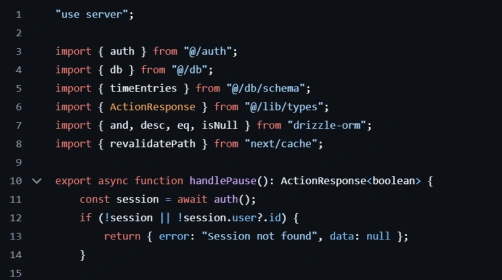 1 "use server";
2
3 import { auth } from "@/auth";
4 import { db } from "@/db";
5 import { timeEntries } from "@/db/schema";
6 import { ActionResponse } from "@/lib/types";
7 import { and, desc, eq, isNull } from "drizzle-orm";
8 import { revalidatePath } from "next/cache";
9
10 export async function handlePause(): ActionResponse<boolean> {
11 const session = await auth();
12 if (!session || !session.user?.id) {
13 return { error: "Session not found", data: null };
14 }
15